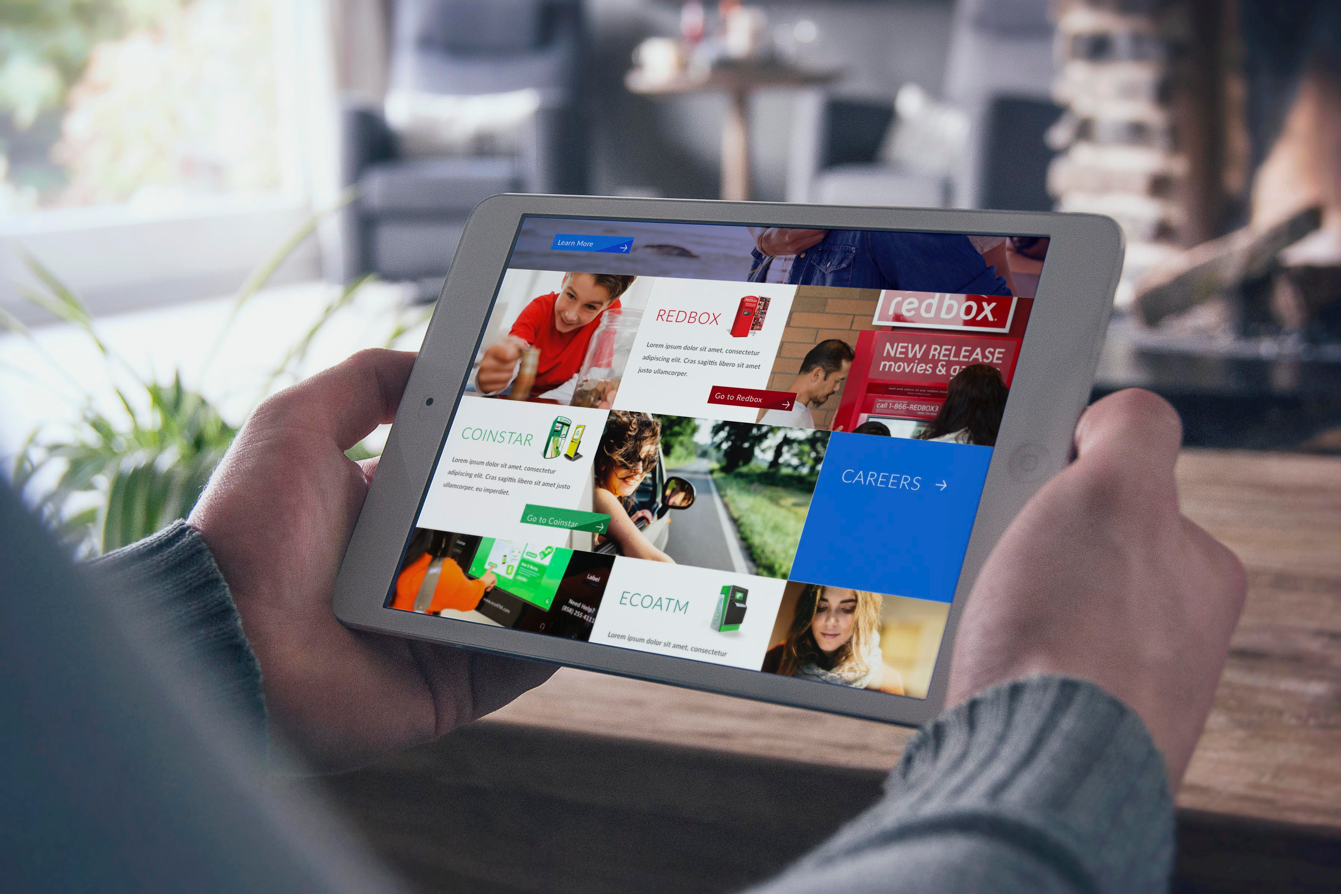 Learn More
REDBOX
Lorem ipsum dolor sit amet, consectetur
adipiscing elit. Cras sagittis libero sit amet
justo ullamcorper.
Go to Redbox
redbox.
NEW RELEASE
movies & g
call 1-866-REDBOX3
COINSTAR
Lorem ipsum dolor sit amet, consectetur
adipiscing elit. Cras sagittis libero sit amet justo
ullamcorper, eu imperdiet.
Go to Coinstar
CAREERS
Label
Need Help?
(858) 255-4111
ECOATM
Lorem ipsum dolor sit amet, consectetur